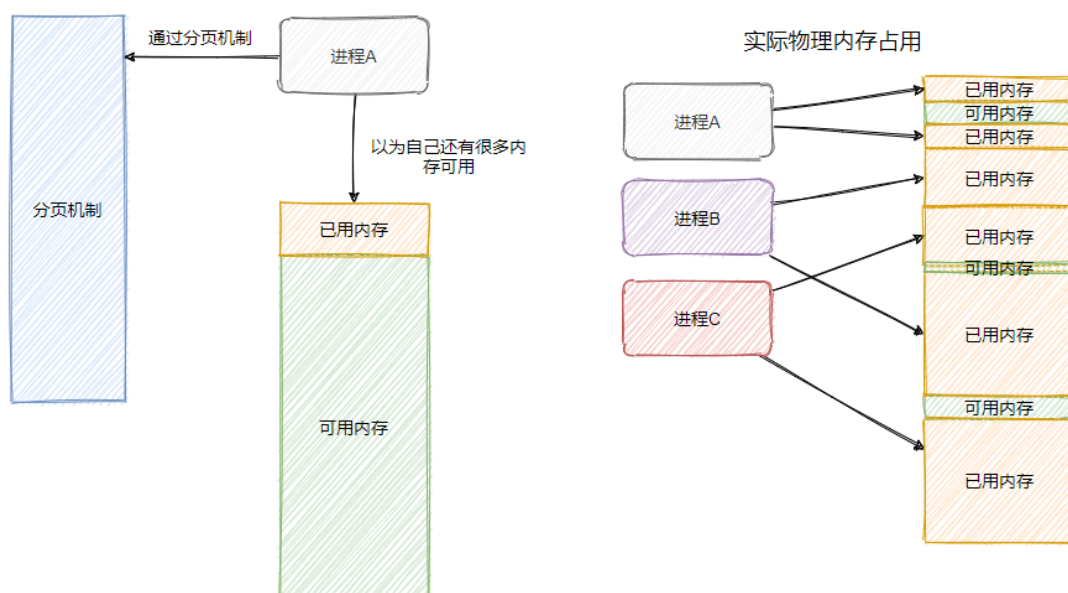 通过分页机制
进程A
以为自己还有很多内
存可用
分页机制
已用内存
可用内存
实际物理内存占用
进程A
进程B
进程C
已用内存
可用内存
已用内存
已用内存
已用内存
可用内存
已用内存
可用内存
已用内存